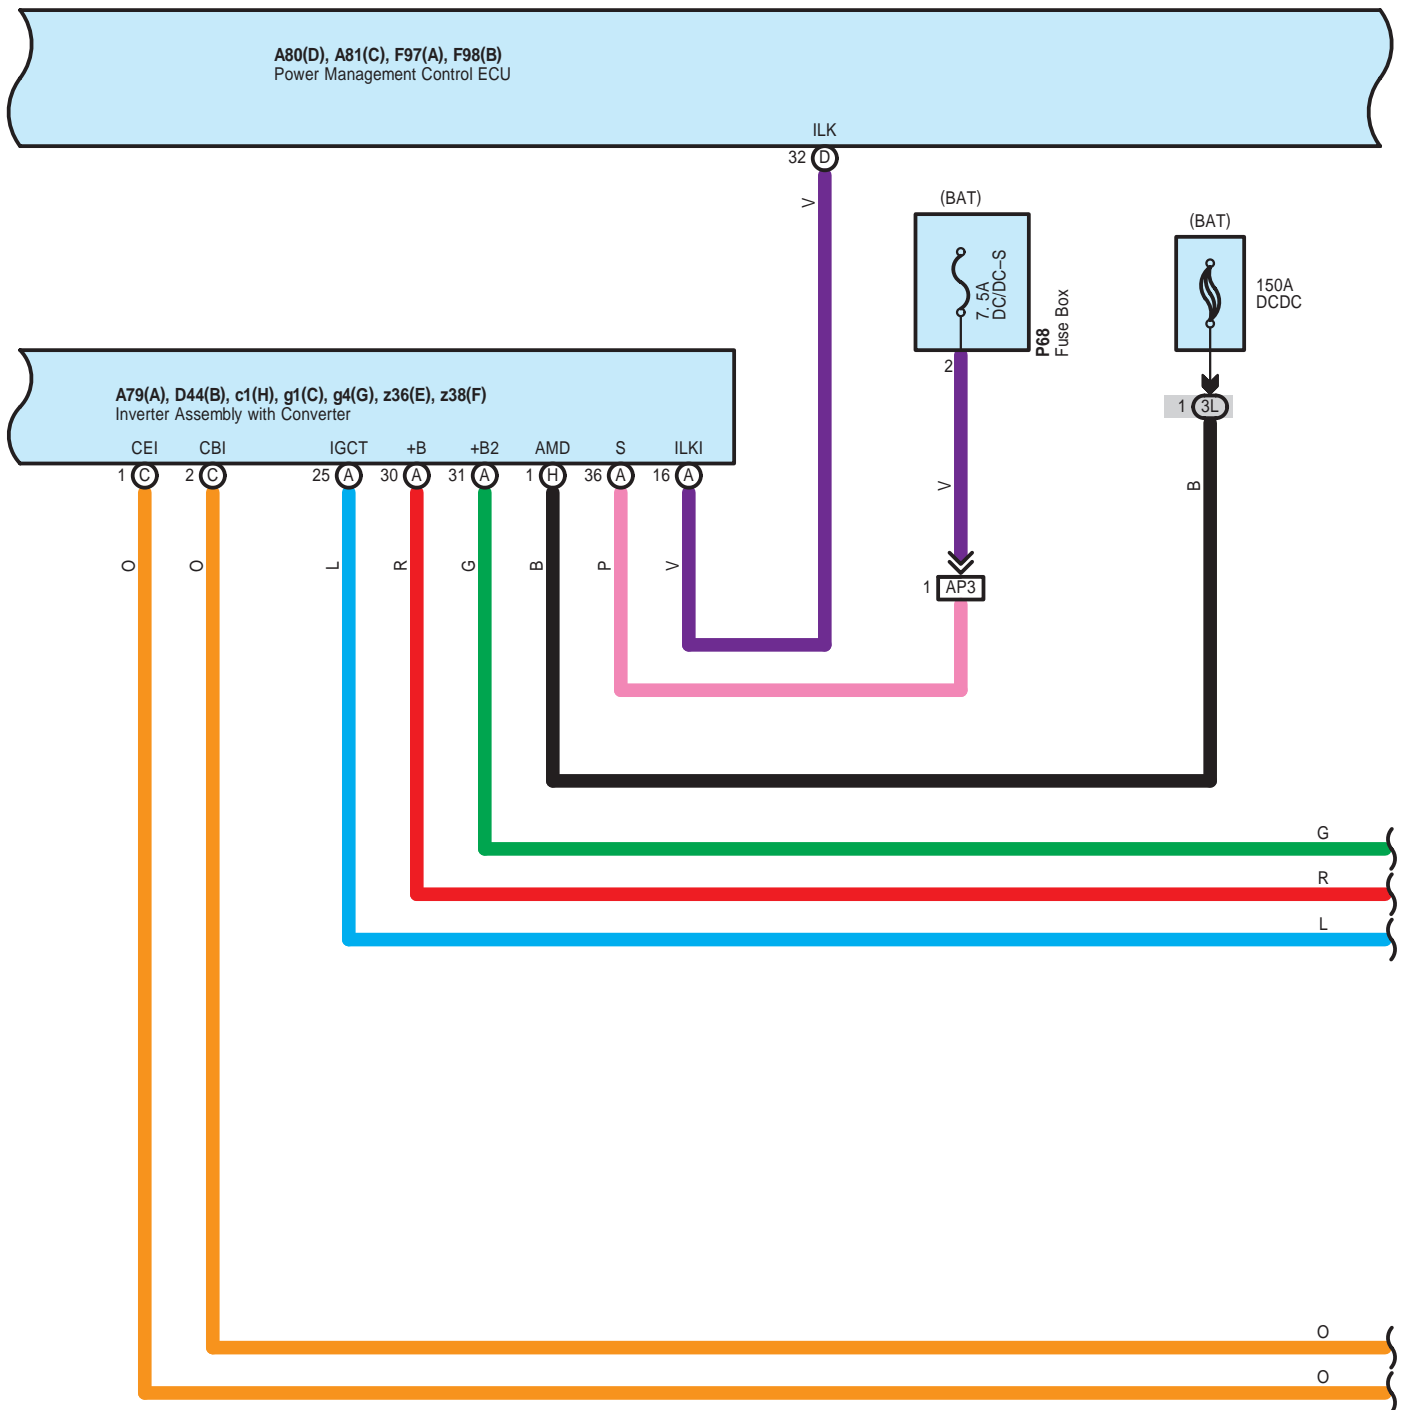 A80(D), A81(C), F97(A), F98(B)
Power Management Control ECU
ILK
32 D
V
(BAT)
7. 5A
DC/DC−S
P68
Fuse Box
2
(BAT)
150A
DCDC
1 3L
A79(A), D44(B), c1(H), g1(C), g4(G), z36(E), z38(F)
Inverter Assembly with Converter
CEI CBI IGCT +B +B2 AMD S ILKI
1 C 2 C 25 A 30 A 31 A 1 H 36 A 16 A
V B
O O L R G B P V
1 AP3
G
R
L
O
O